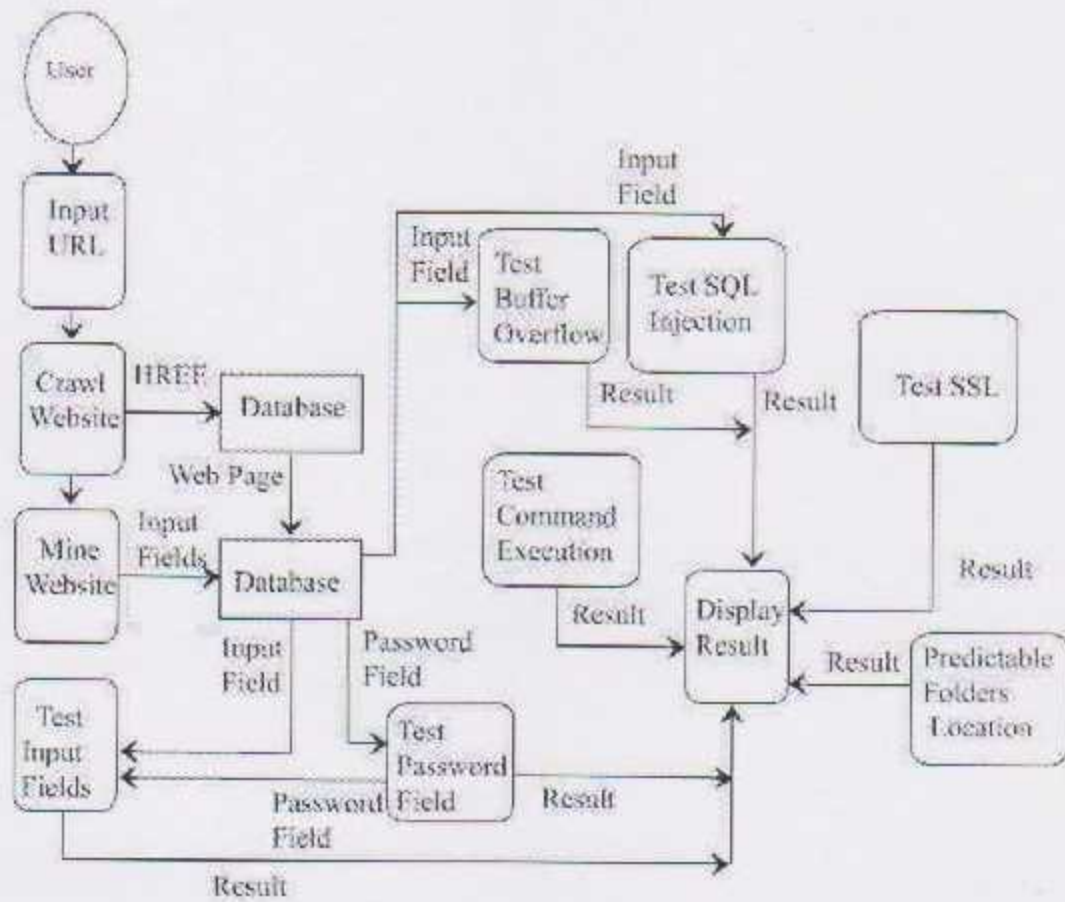 User
Input
URL
Input
Field
Input
Field
Test
Buffer
Overflow
Test SQL
Injection
Crawl
Website
HREF
Database
Result
Result
Test SSL
Web Page
Test
Command
Execution
Mine
Website
Input
Fields
Database
Result
Display
Result
Result
Input
Field
Password
Field
Result
Predictable
Folders
Location
Test
Input
Fields
Test
Password
Field
Password
Field
Result
Result